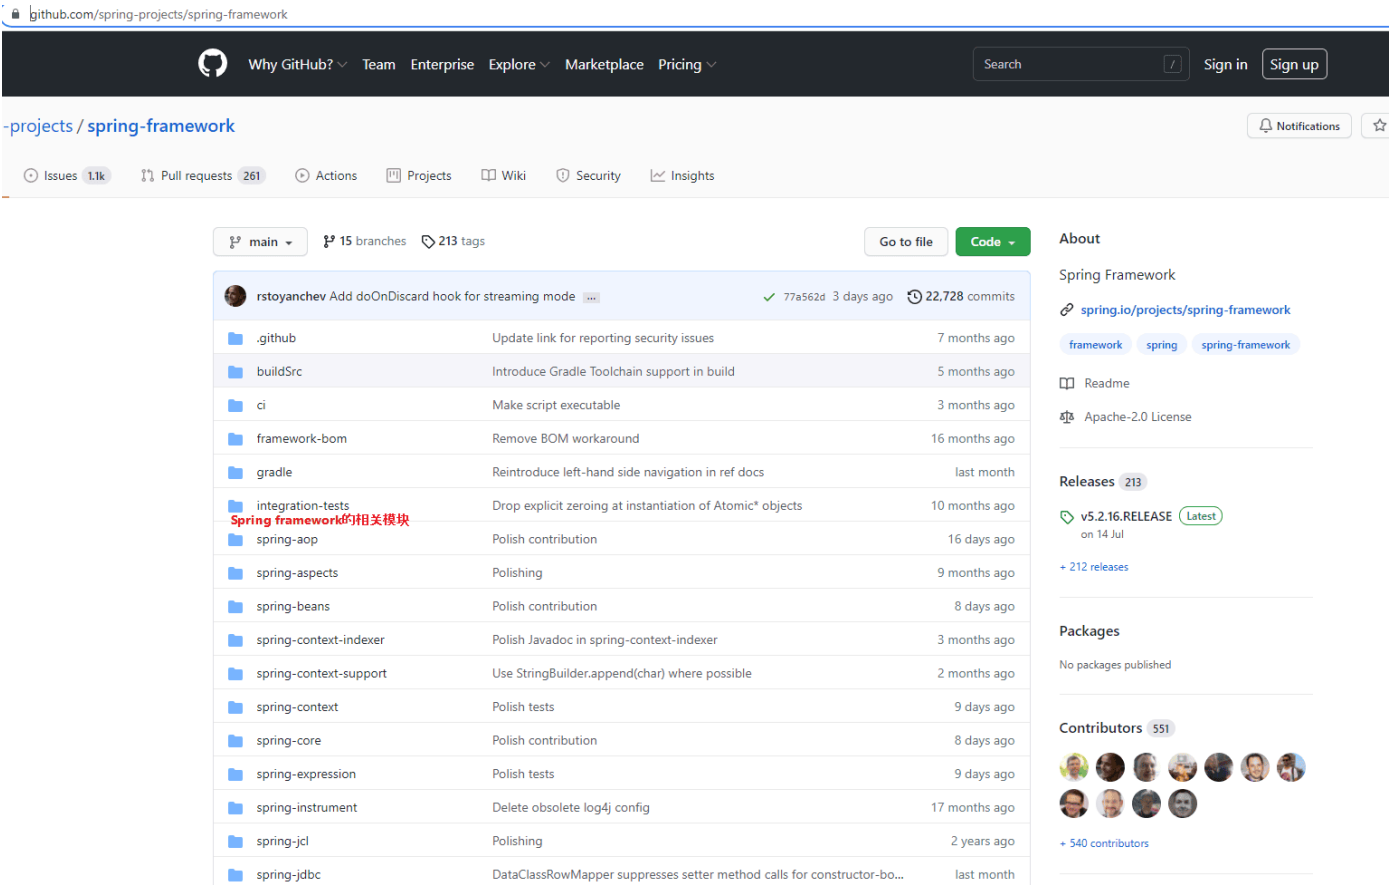 github.com/spring-projects/spring-framework
Why GitHub? Team Enterprise Explore Marketplace Pricing Search / Sign in Sign up
-projects / spring-framework Notifications
Issues 1.1k Pull requests 261 Actions Projects Wiki Security Insights
main 15 branches 213 tags Go to file Code
rstoyanchev Add doOnDiscard hook for streaming mode ... 77a562d 3 days ago 22,728 commits
.github Update link for reporting security issues 7 months ago
buildSrc Introduce Gradle Toolchain support in build 5 months ago
ci Make script executable 3 months ago
framework-bom Remove BOM workaround 16 months ago
gradle Reintroduce left-hand side navigation in ref docs last month
integration-tests Drop explicit zeroing at instantiation of Atomic* objects 10 months ago
Spring framework的相关模块
spring-aop Polish contribution 16 days ago
spring-aspects Polishing 9 months ago
spring-beans Polish contribution 8 days ago
spring-context-indexer Polish Javadoc in spring-context-indexer 3 months ago
spring-context-support Use StringBuilder.append(char) where possible 2 months ago
spring-context Polish tests 9 days ago
spring-core Polish contribution 8 days ago
spring-expression Polish tests 9 days ago
spring-instrument Delete obsolete log4j config 17 months ago
spring-jcl Polishing 2 years ago
spring-jdbc DataClassRowMapper suppresses setter method calls for constructor-bo... last month
About
Spring Framework
spring.io/projects/spring-framework
framework spring spring-framework
Readme
Apache-2.0 License
Releases 213
v5.2.16.RELEASE Latest
on 14 Jul
+ 212 releases
Packages
No packages published
Contributors 551
+ 540 contributors